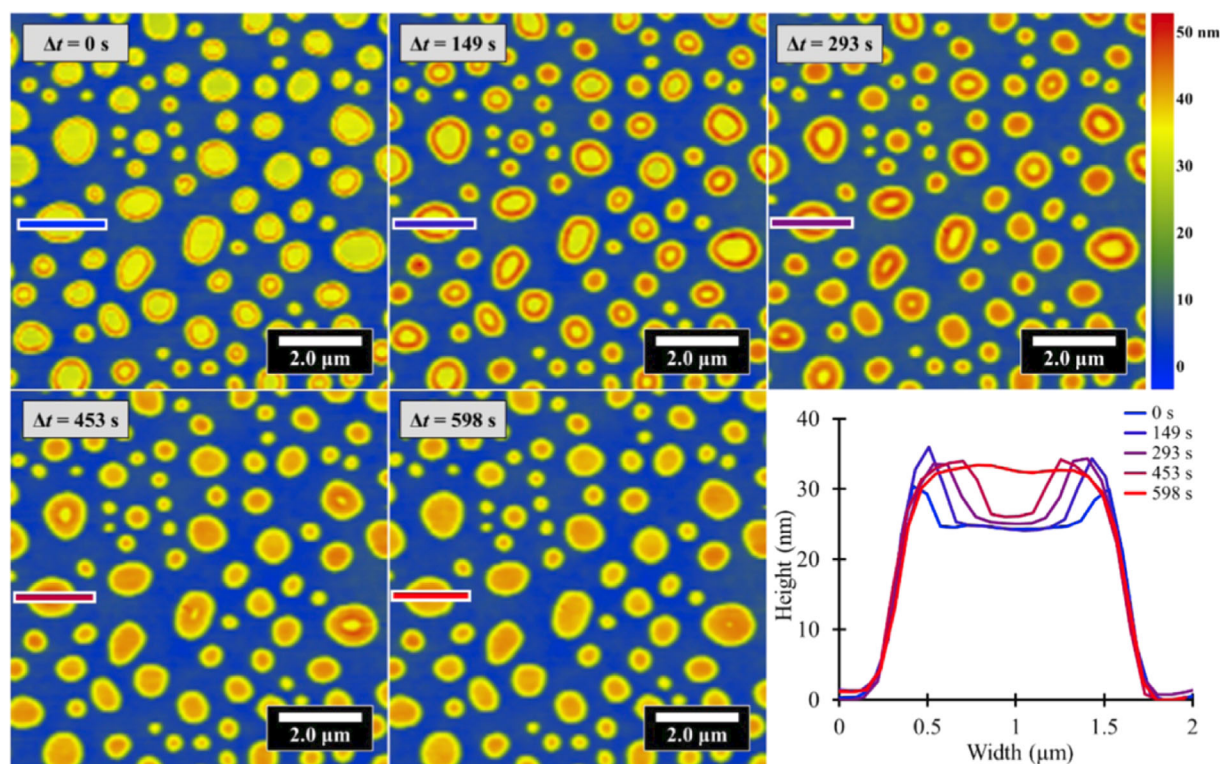 Δt = 0 s
Δt = 149 s
Δt = 293 s
50 nm
40
30
20
10
0
2.0 µm
2.0 µm
2.0 µm
Δt = 453 s
Δt = 598 s
2.0 µm
2.0 µm
40
30
20
10
0
Height (nm)
0 s
149 s
293 s
453 s
598 s
0
0.5
1
1.5
2
Width (µm)